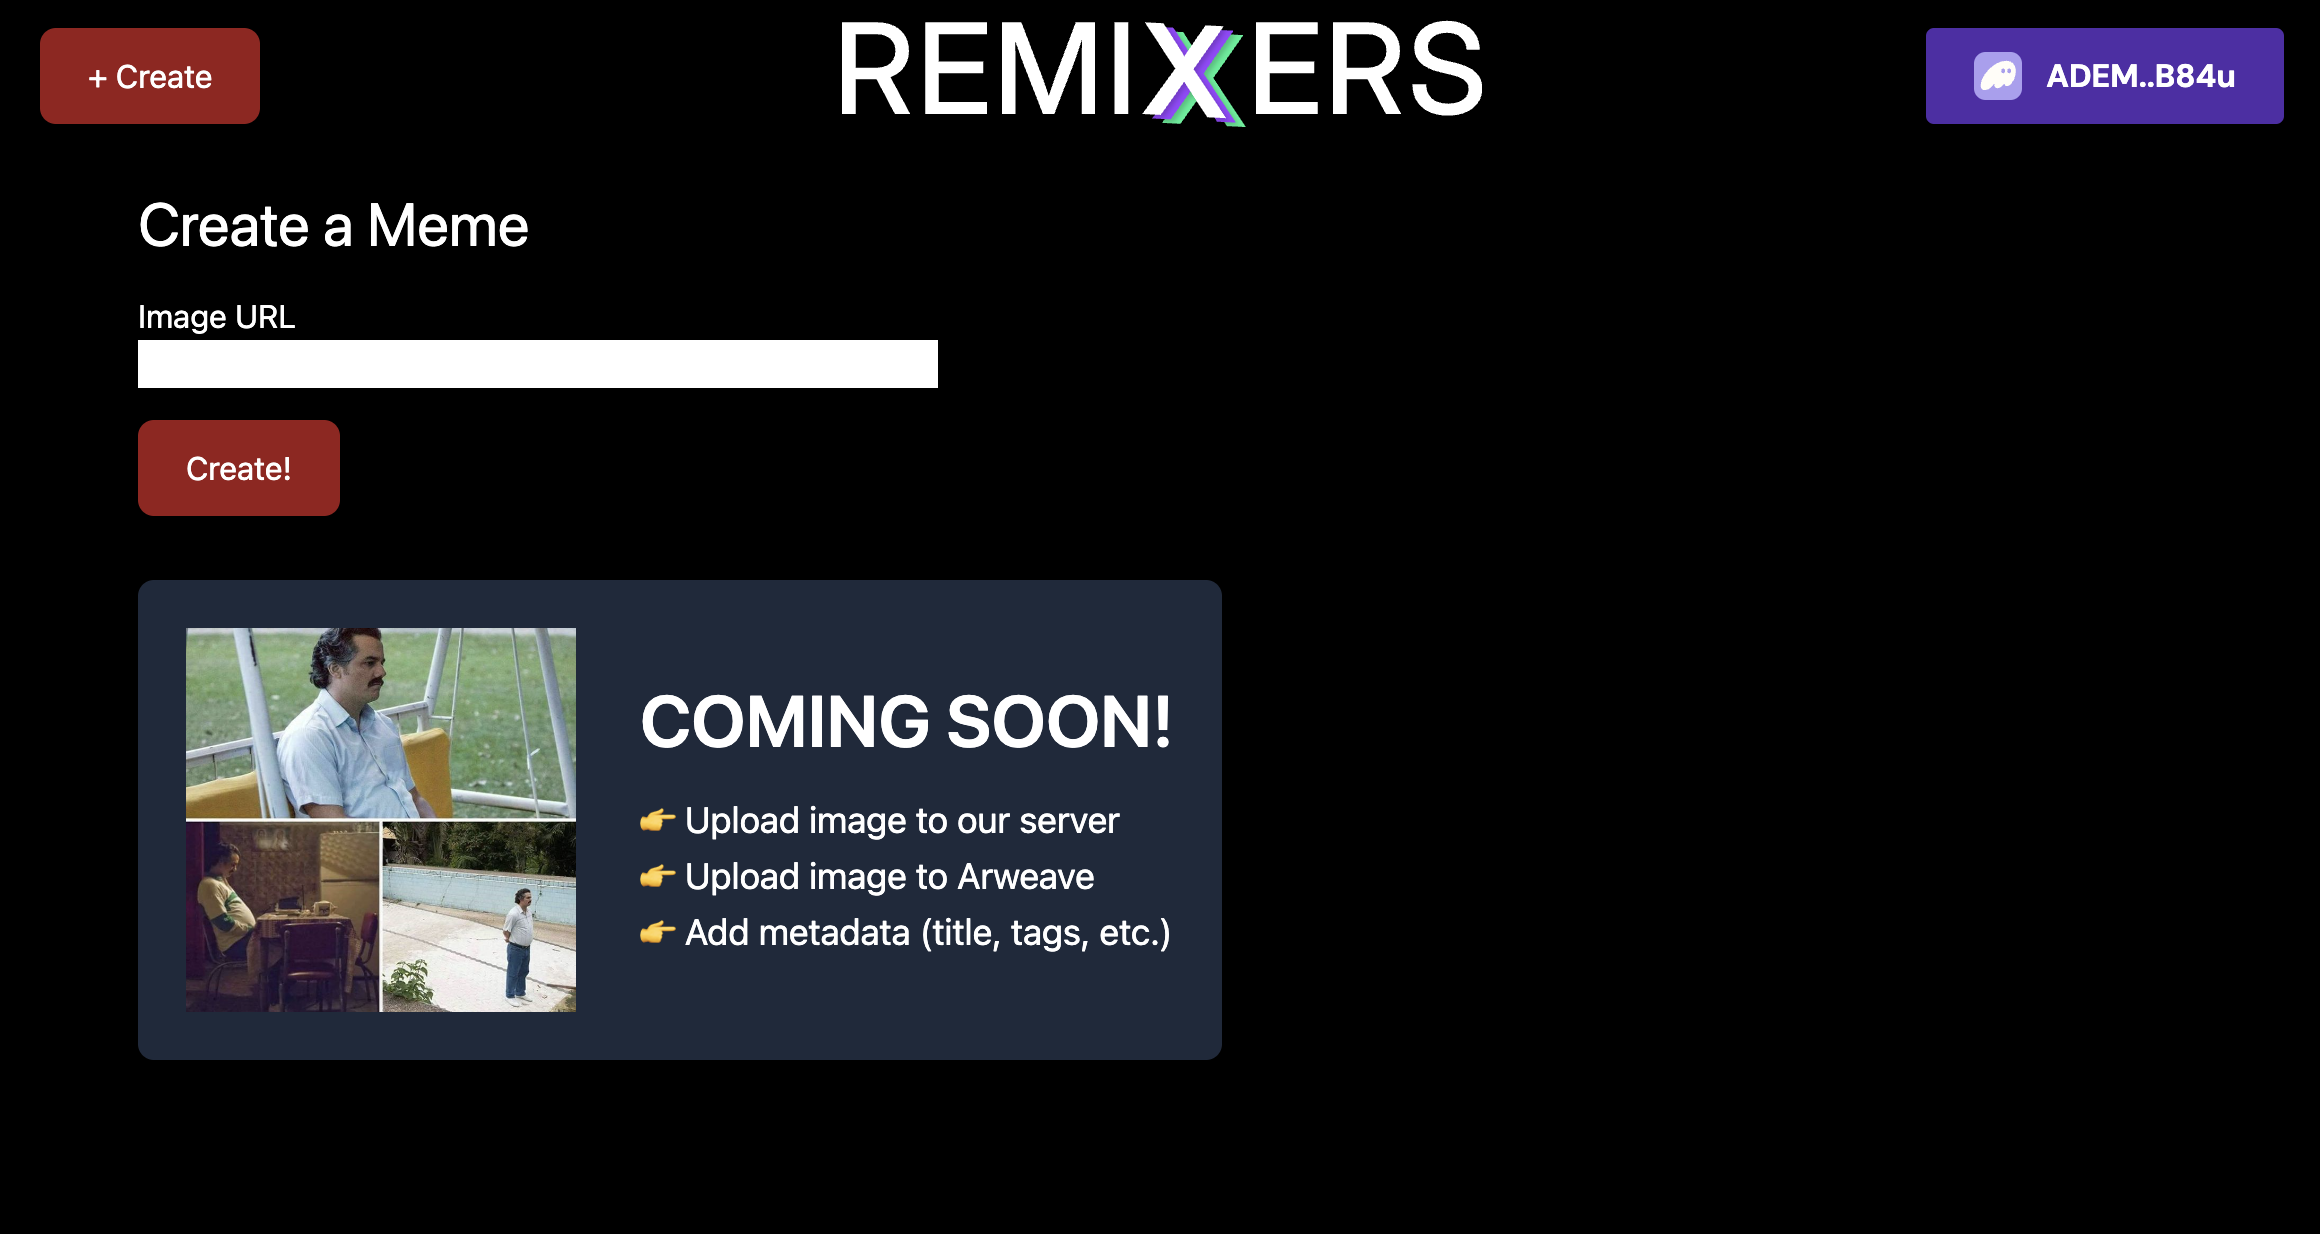 + Create
REMIXERS
ADEM..B84u
Create a Meme
Image URL
Create!
COMING SOON!
👉 Upload image to our server
👉 Upload image to Arweave
👉 Add metadata (title, tags, etc.)